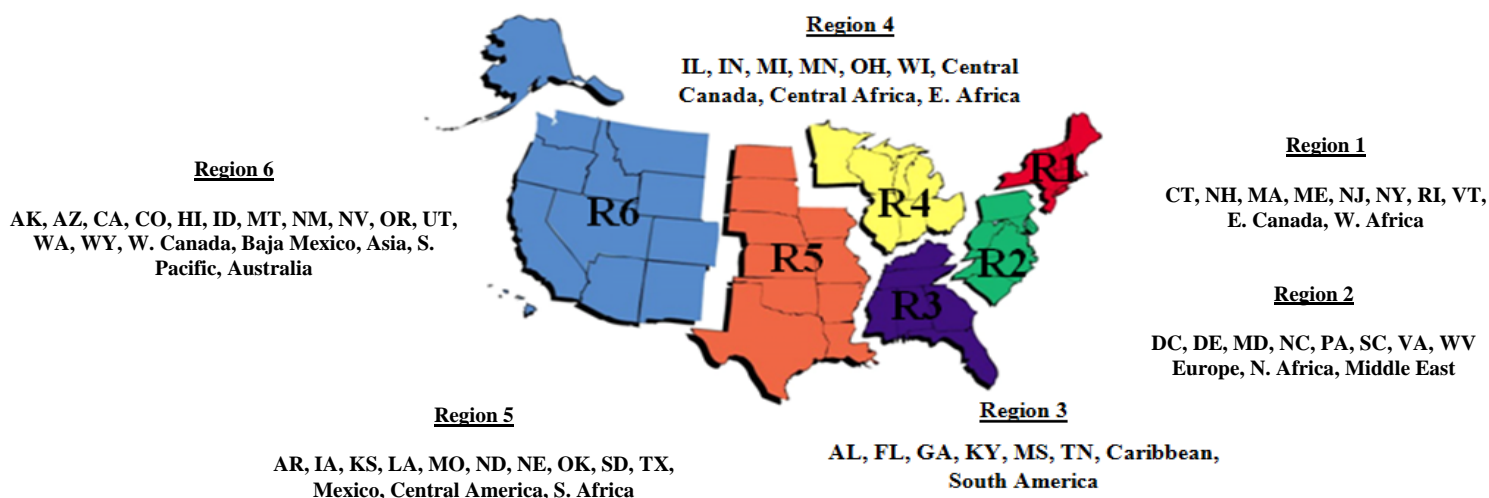 Region 4
IL, IN, MI, MN, OH, WI, Central
Canada, Central Africa, E. Africa
Region 1
CT, NH, MA, ME, NJ, NY, RI, VT,
E. Canada, W. Africa
Region 6
AK, AZ, CA, CO, HI, ID, MT, NM, NV, OR, UT,
WA, WY, W. Canada, Baja Mexico, Asia, S.
Pacific, Australia
R1
R4
R6
R5
R2
R3
Region 2
DC, DE, MD, NC, PA, SC, VA, WV
Europe, N. Africa, Middle East
Region 5
AR, IA, KS, LA, MO, ND, NE, OK, SD, TX,
Mexico, Central America, S. Africa
Region 3
AL, FL, GA, KY, MS, TN, Caribbean,
South America